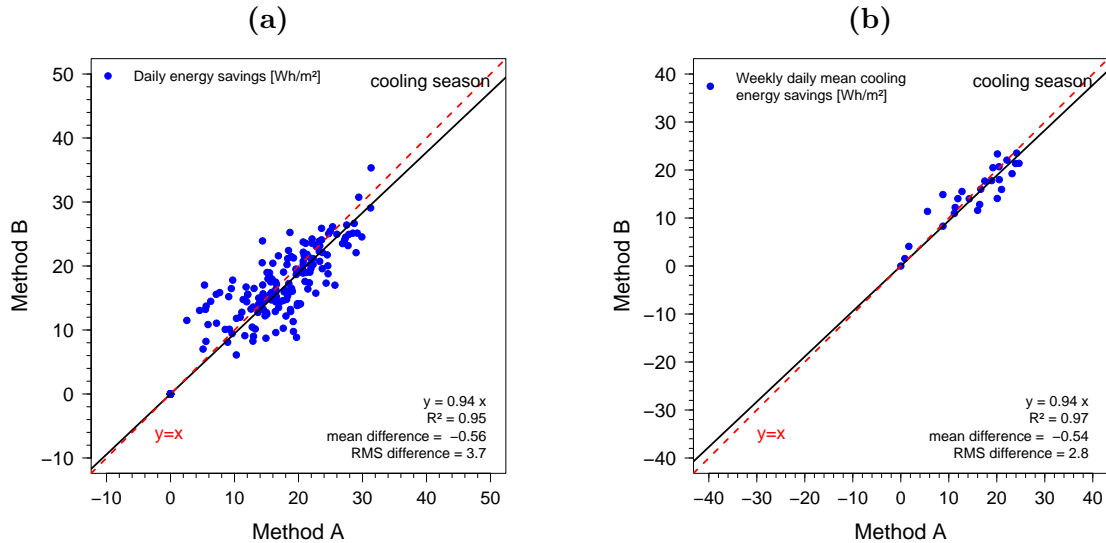 (a)
Daily energy savings [Wh/m²]
cooling season
50
40
30
20
10
0
−10
Method B
y=x
y = 0.94 x
R² = 0.95
mean difference = −0.56
RMS difference = 3.7
−10 0 10 20 30 40 50
Method A
(b)
Weekly daily mean cooling
energy savings [Wh/m²]
cooling season
40
30
20
10
0
−10
−20
−30
−40
Method B
y=x
y = 0.94 x
R² = 0.97
mean difference = −0.54
RMS difference = 2.8
−40 −30 −20 −10 0 10 20 30 40
Method A